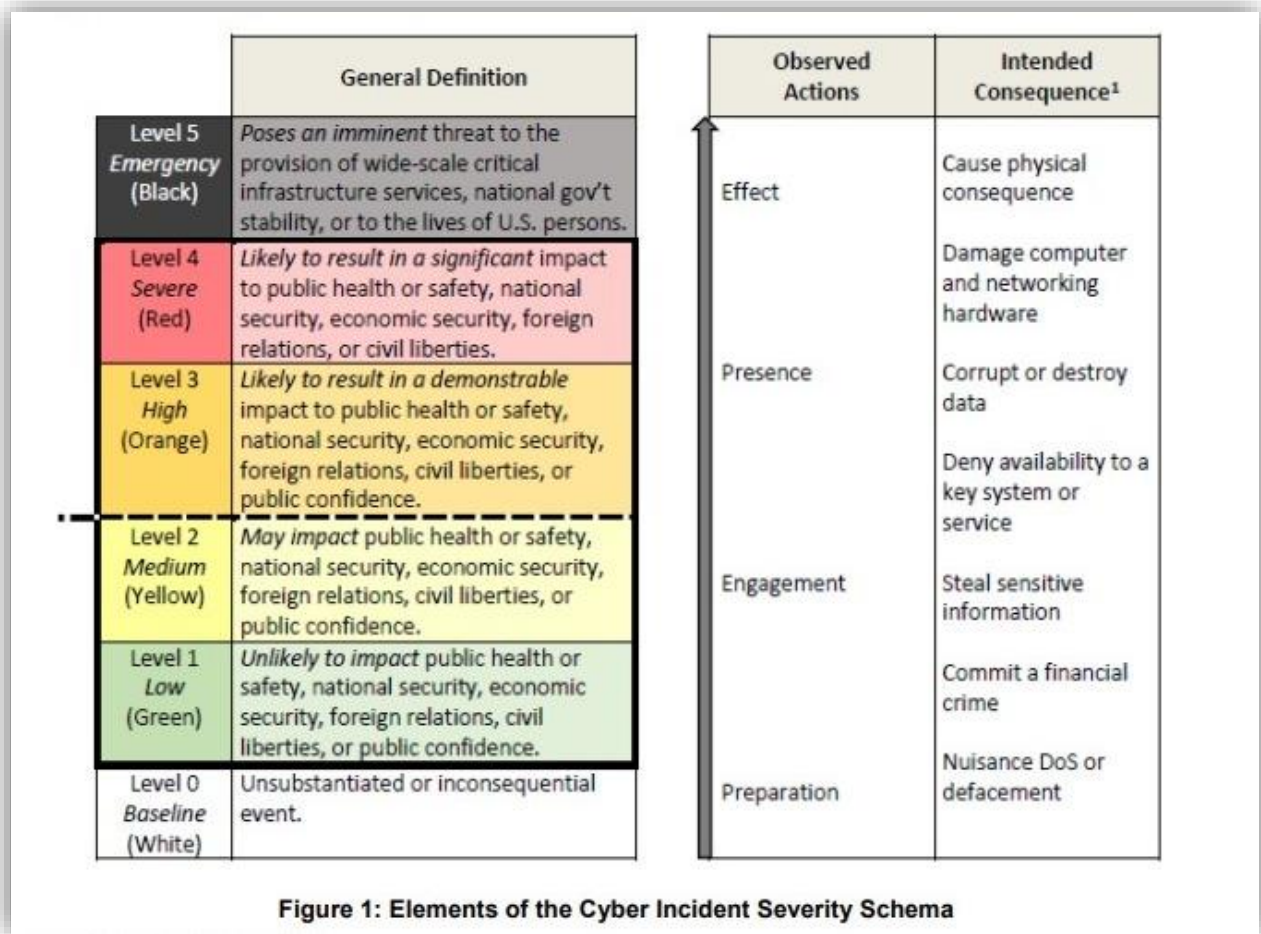 General Definition
Level 5
Emergency
(Black)
Poses an imminent threat to the
provision of wide-scale critical
infrastructure services, national gov't
stability, or to the lives of U.S. persons.
Level 4
Severe
(Red)
Likely to result in a significant impact
to public health or safety, national
security, economic security, foreign
relations, or civil liberties.
Level 3
High
(Orange)
Likely to result in a demonstrable
impact to public health or safety,
national security, economic security,
foreign relations, civil liberties, or
public confidence.
Level 2
Medium
(Yellow)
May impact public health or safety,
national security, economic security,
foreign relations, civil liberties, or
public confidence.
Level 1
Low
(Green)
Unlikely to impact public health or
safety, national security, economic
security, foreign relations, civil
liberties, or public confidence.
Level 0
Baseline
(White)
Unsubstantiated or inconsequential
event.
Observed
Actions
Intended
Consequence¹
Effect
Cause physical
consequence
Damage computer
and networking
hardware
Presence
Corrupt or destroy
data
Deny availability to a
key system or
service
Engagement
Steal sensitive
information
Commit a financial
crime
Preparation
Nuisance DoS or
defacement
Figure 1: Elements of the Cyber Incident Severity Schema